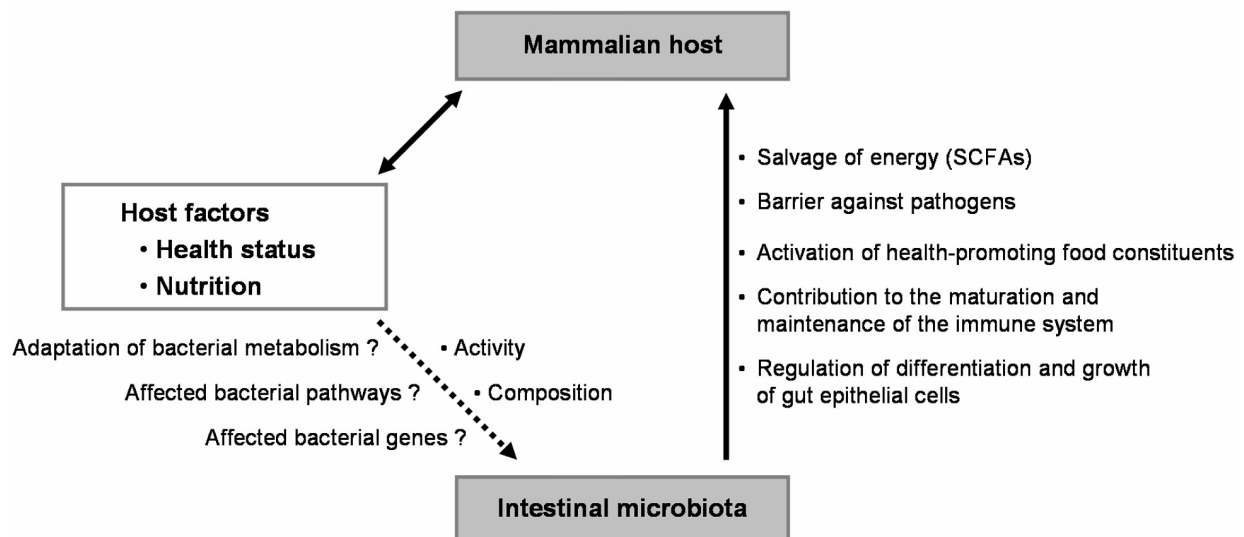 Mammalian host
• Salvage of energy (SCFAs)
• Barrier against pathogens
• Activation of health-promoting food constituents
• Contribution to the maturation and
maintenance of the immune system
• Regulation of differentiation and growth
of gut epithelial cells
Host factors
• Health status
• Nutrition
Adaptation of bacterial metabolism ?
• Activity
Affected bacterial pathways ?
• Composition
Affected bacterial genes ?
Intestinal microbiota